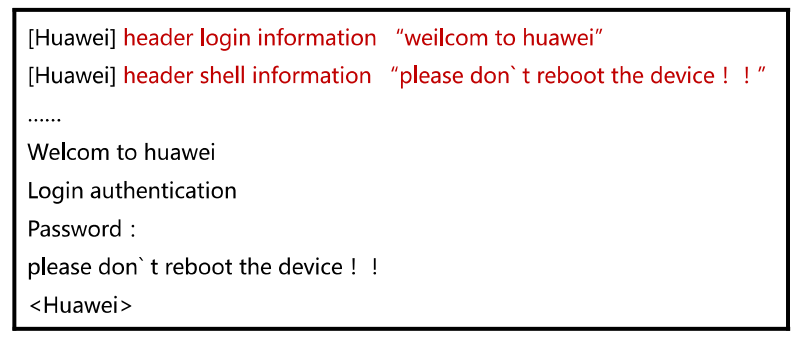 [Huawei] header login information “weilcom to huawei”
[Huawei] header shell information “please don` t reboot the device！！”
......
Welcom to huawei
Login authentication
Password：
please don` t reboot the device！！
<Huawei>